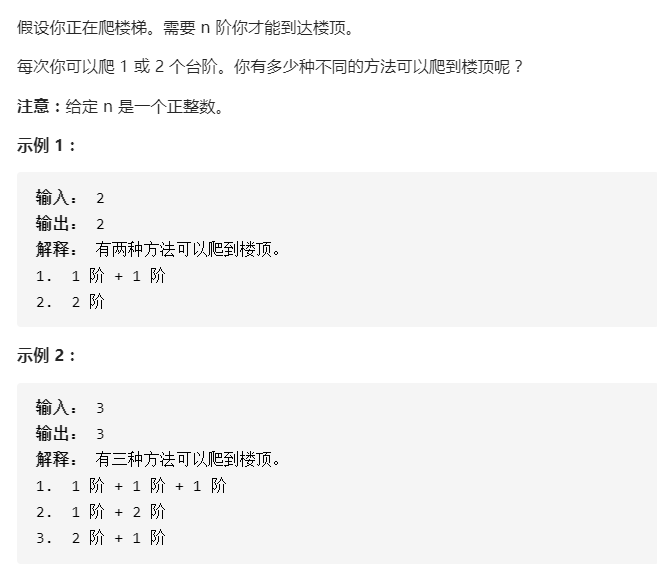 假设你正在爬楼梯。需要 n 阶你才能到达楼顶。
每次你可以爬 1 或 2 个台阶。你有多少种不同的方法可以爬到楼顶呢？
注意：给定 n 是一个正整数。
示例 1：
输入： 2
输出： 2
解释： 有两种方法可以爬到楼顶。
1. 1 阶 + 1 阶
2. 2 阶
示例 2：
输入： 3
输出： 3
解释： 有三种方法可以爬到楼顶。
1. 1 阶 + 1 阶 + 1 阶
2. 1 阶 + 2 阶
3. 2 阶 + 1 阶